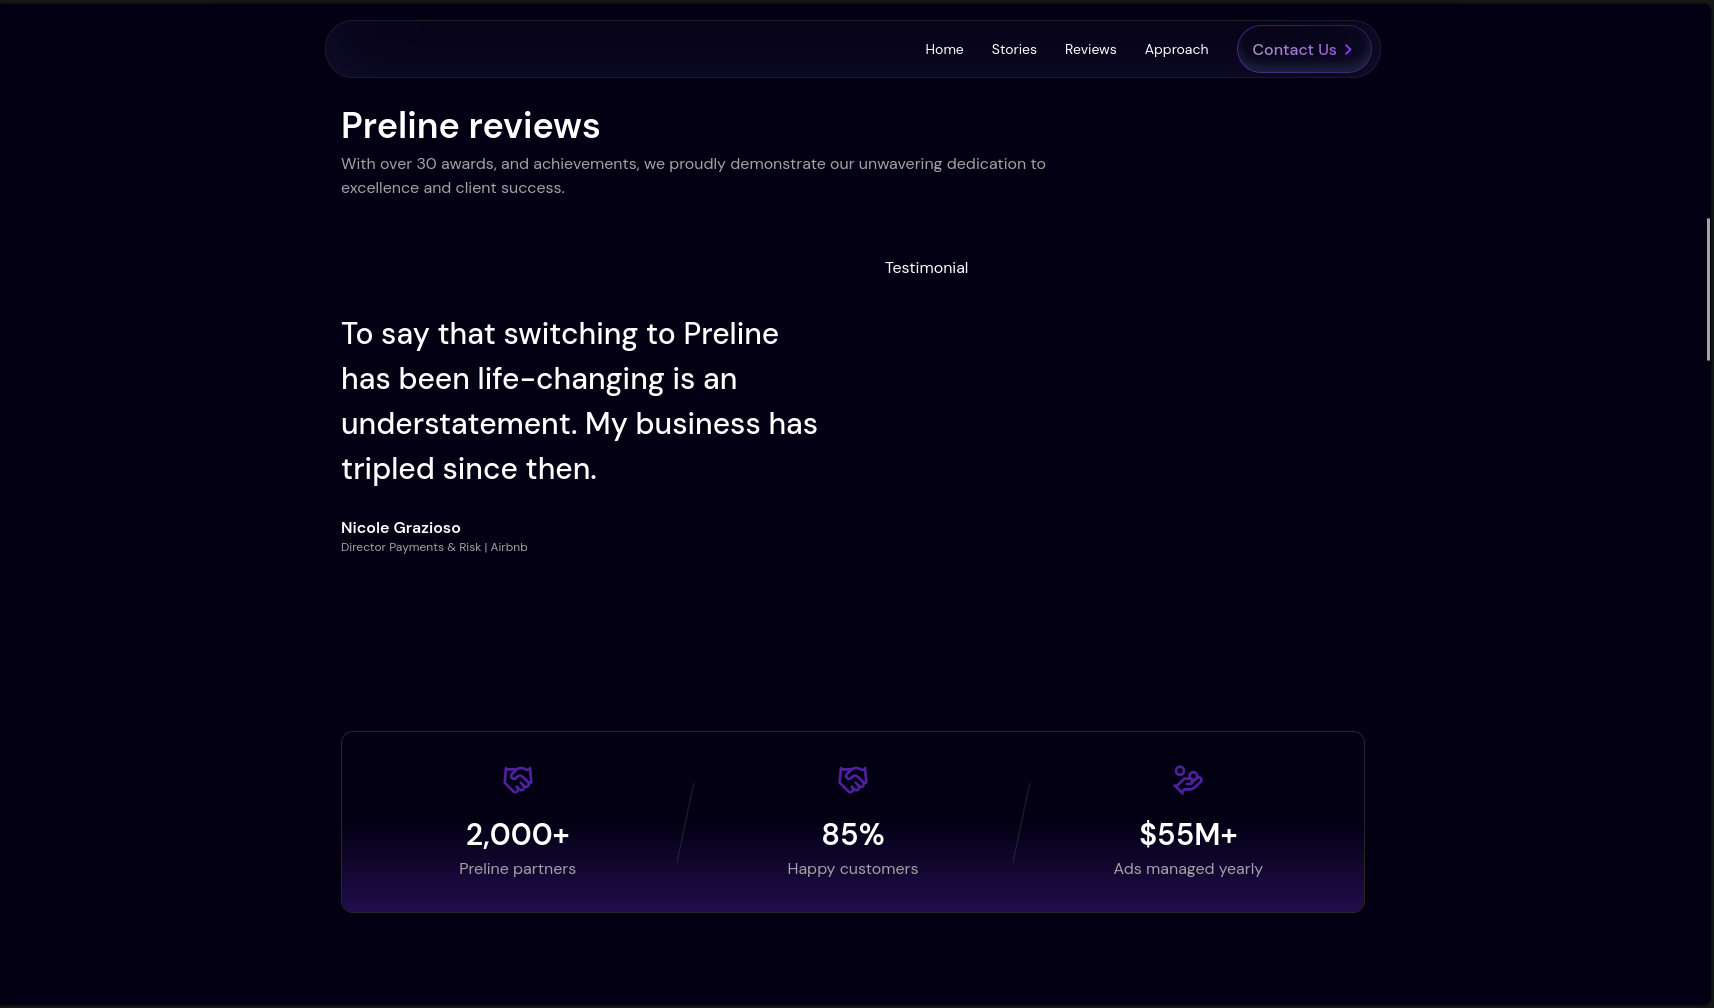 Home Stories Reviews Approach Contact Us
Preline reviews
With over 30 awards, and achievements, we proudly demonstrate our unwavering dedication to
excellence and client success.
Testimonial
To say that switching to Preline
has been life-changing is an
understatement. My business has
tripled since then.
Nicole Grazioso
Director Payments & Risk | Airbnb
2,000+
Preline partners
85%
Happy customers
$55M+
Ads managed yearly